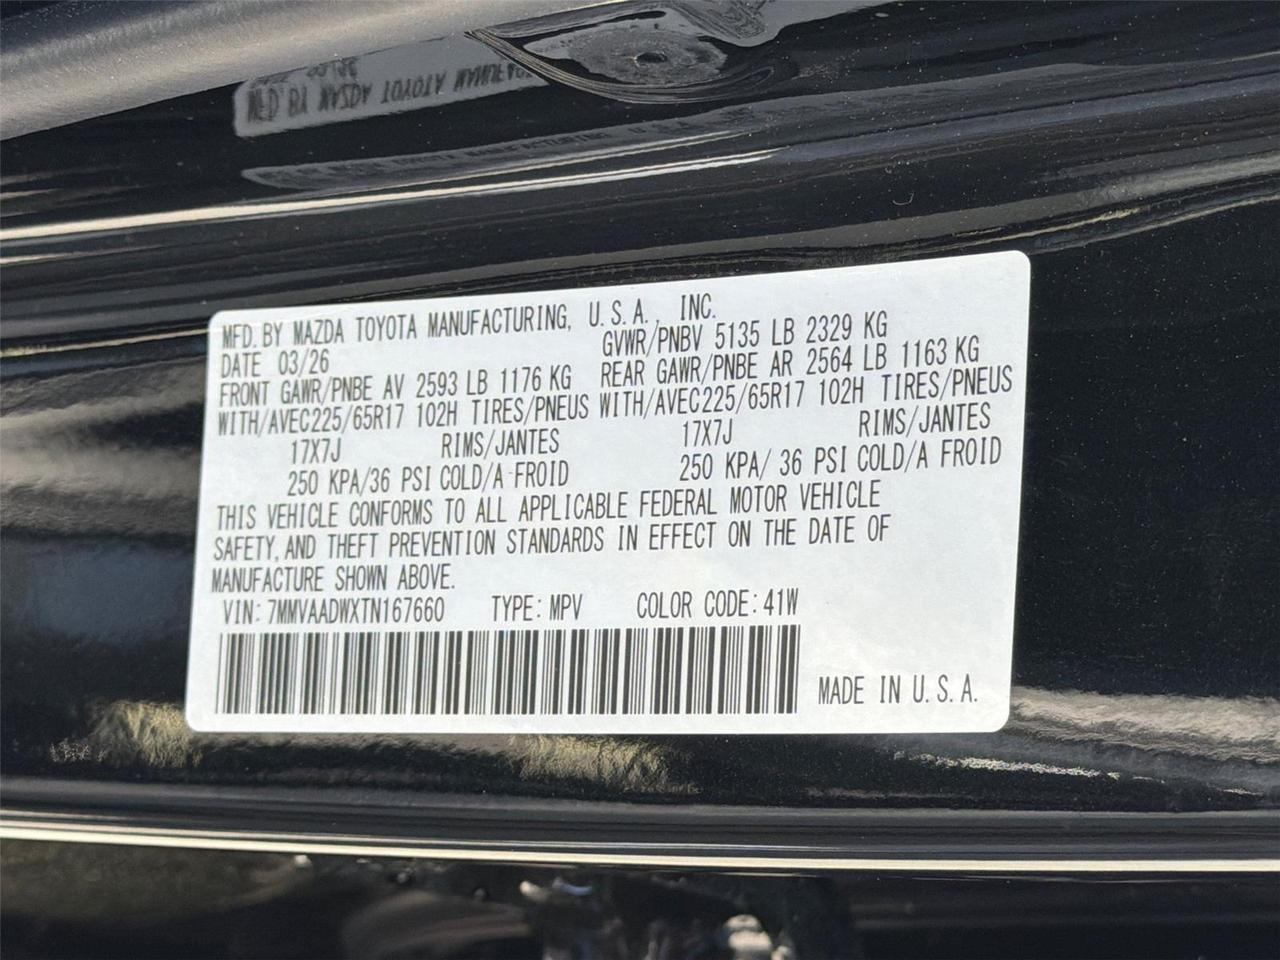 MFD. BY MAZDA TOYOTA MANUFACTURING, U.S.A., INC.
DATE 03/26 GVWR/PNBV 5135 LB 2329 KG
FRONT GAWR/PNBE AV 2593 LB 1176 KG REAR GAWR/PNBE AR 2564 LB 1163 KG
WITH/AVEC225/65R17 102H TIRES/PNEUS WITH/AVEC225/65R17 102H TIRES/PNEUS
17X7J RIMS/JANTES 17X7J RIMS/JANTES
250 KPA/36 PSI COLD/A FROID 250 KPA/ 36 PSI COLD/A FROID
THIS VEHICLE CONFORMS TO ALL APPLICABLE FEDERAL MOTOR VEHICLE
SAFETY, AND THEFT PREVENTION STANDARDS IN EFFECT ON THE DATE OF
MANUFACTURE SHOWN ABOVE.
VIN: 7MMVAADWXTN167660 TYPE: MPV COLOR CODE: 41W
MADE IN U.S.A.